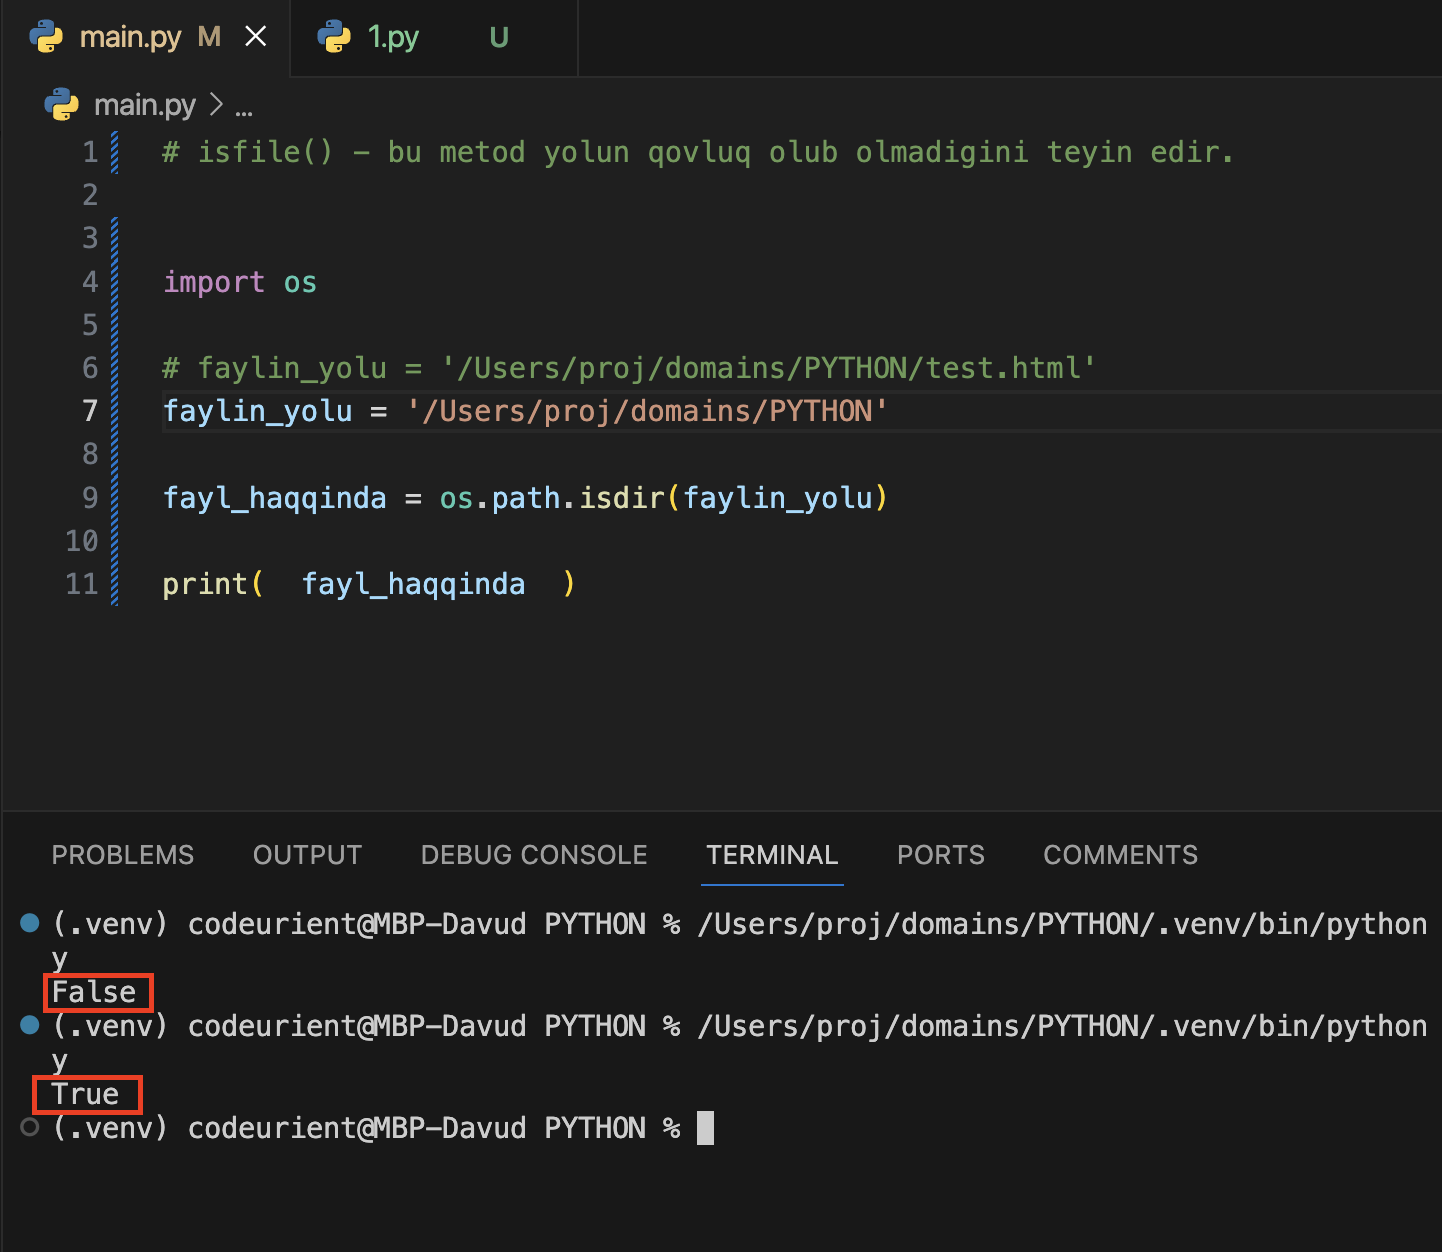 main.py M
1.py U
main.py > ...
1 # isfile() - bu metod yolun qovluq olub olmadigini teyin edir.
2
3
4 import os
5
6 # faylin_yolu = '/Users/proj/domains/PYTHON/test.html'
7 faylin_yolu = '/Users/proj/domains/PYTHON'
8
9 fayl_haqqinda = os.path.isdir(faylin_yolu)
10
11 print(  fayl_haqqinda  )
PROBLEMS OUTPUT DEBUG CONSOLE TERMINAL PORTS COMMENTS
(.venv) codeurient@MBP-Davud PYTHON % /Users/proj/domains/PYTHON/.venv/bin/python
y
False
(.venv) codeurient@MBP-Davud PYTHON % /Users/proj/domains/PYTHON/.venv/bin/python
y
True
(.venv) codeurient@MBP-Davud PYTHON %